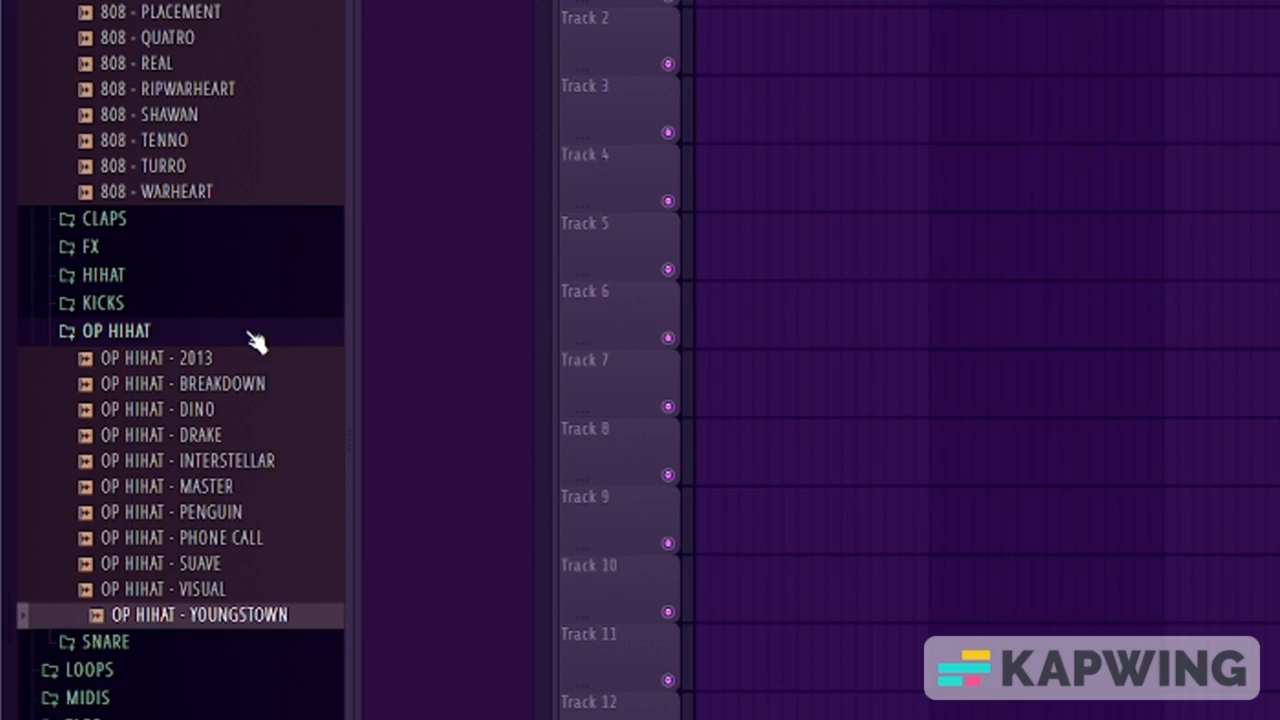 808 - PLACEMENT
808 - QUATRO
808 - REAL
808 - RIPWARHEART
808 - SHAWAN
808 - TENNO
808 - TURRO
808 - WARHEART
CLAPS
FX
HIHAT
KICKS
OP HIHAT
OP HIHAT - 2013
OP HIHAT - BREAKDOWN
OP HIHAT - DINO
OP HIHAT - DRAKE
OP HIHAT - INTERSTELLAR
OP HIHAT - MASTER
OP HIHAT - PENGUIN
OP HIHAT - PHONE CALL
OP HIHAT - SUAVE
OP HIHAT - VISUAL
OP HIHAT - YOUNGSTOWN
SNARE
LOOPS
MIDIS
Track 2
Track 3
Track 4
Track 5
Track 6
Track 7
Track 8
Track 9
Track 10
Track 11
Track 12
KAPWING